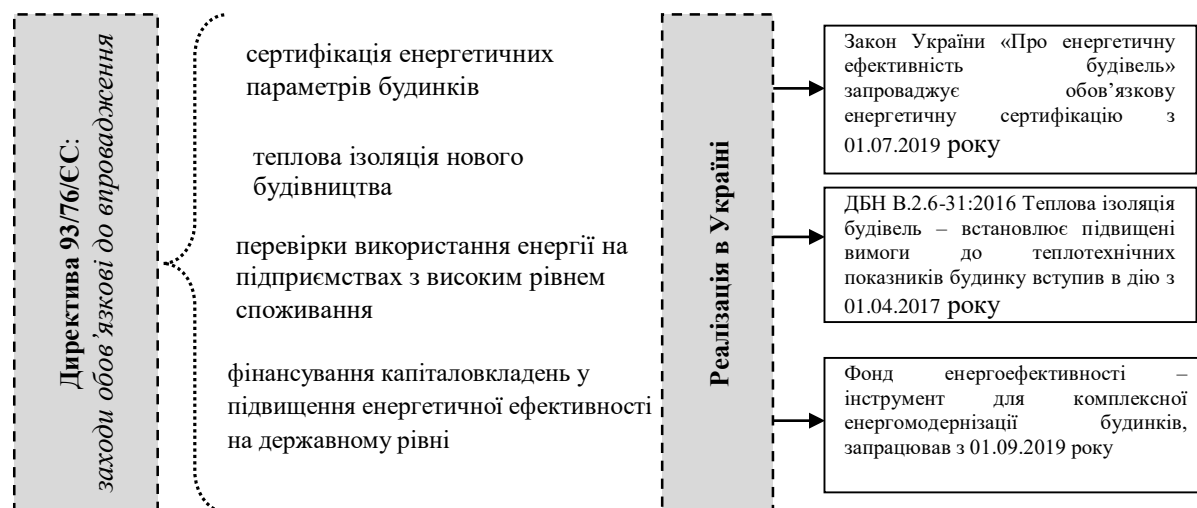 Директива 93/76/ЄС:
заходи обов’язкові до впровадження
сертифікація енергетичних
параметрів будинків
теплова ізоляція нового
будівництва
перевірки використання енергії на
підприємствах з високим рівнем
споживання
фінансування капіталовкладень у
підвищення енергетичної ефективності
на державному рівні
Реалізація в Україні
Закон України «Про енергетичну
ефективність будівель»
запроваджує обов’язкову
енергетичну сертифікацію з
01.07.2019 року
ДБН В.2.6-31:2016 Теплова ізоляція
будівель – встановлює підвищені
вимоги до теплотехнічних
показників будинку вступив в дію з
01.04.2017 року
Фонд енергоефективності –
інструмент для комплексної
енергомодернізації будинків,
запрацював з 01.09.2019 року